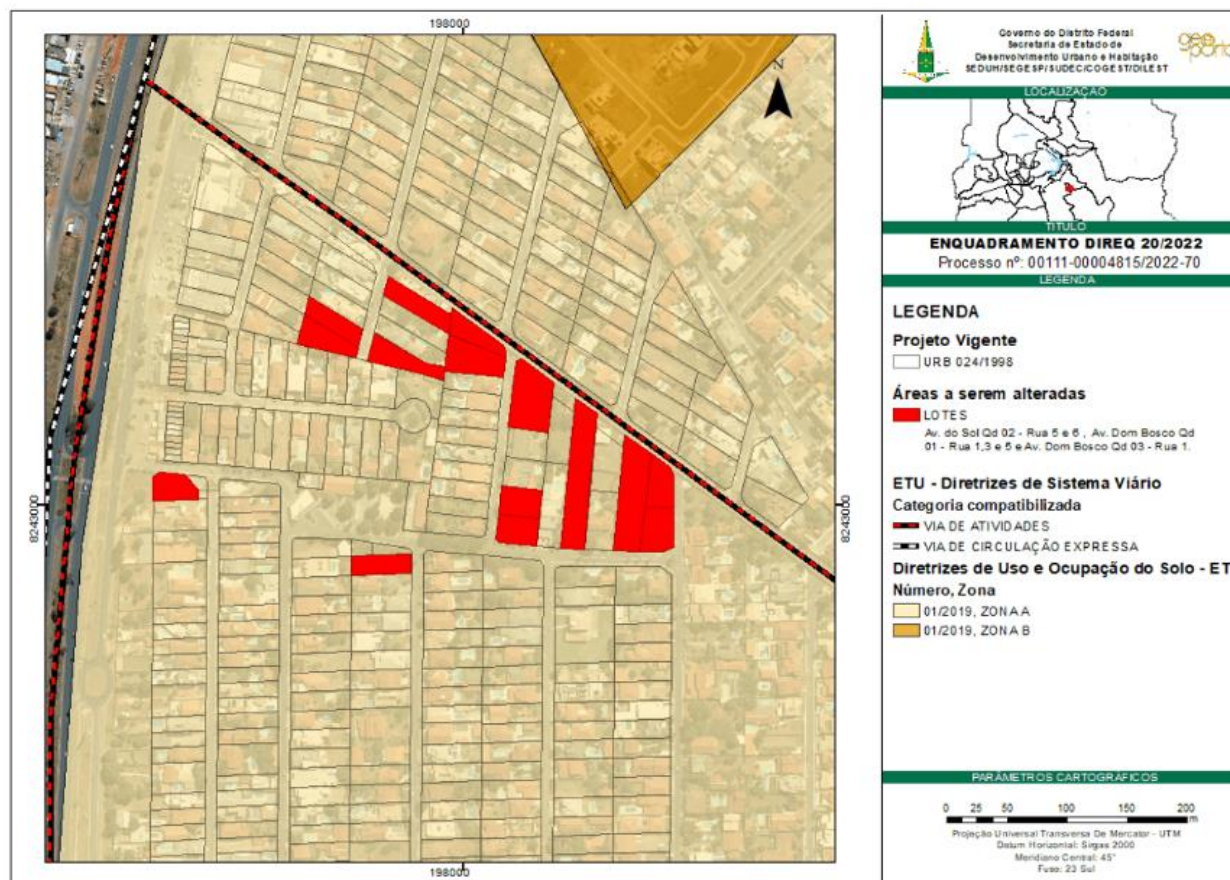 198000
8243000
8243000
198000
N
Governo do Distrito Federal
Secretaria de Estado de
Desenvolvimento Urbano e Habitação
SEDUH/SEGESP/SUDEC/COGEST/DILEST
geo
porta
LOCALIZAÇÃO
TÍTULO
ENQUADRAMENTO DIREQ 20/2022
Processo nº: 00111-00004815/2022-70
LEGENDA
LEGENDA
Projeto Vigente
URB 024/1998
Áreas a serem alteradas
LOTES
Av. do Sol Qd 02 - Rua 5 e 6 , Av. Dom Bosco Qd
01 - Rua 1,3 e 5 e Av. Dom Bosco Qd 03 - Rua 1.
ETU - Diretrizes de Sistema Viário
Categoria compatibilizada
VIA DE ATIVIDADES
VIA DE CIRCULAÇÃO EXPRESSA
Diretrizes de Uso e Ocupação do Solo - ET
Número, Zona
01/2019, ZONA A
01/2019, ZONA B
PARÂMETROS CARTOGRÁFICOS
0 25 50 100 150 200
m
Projeção Universal Transversa De Mercator - UTM
Datum Horizontal: Sirgas 2000
Meridiano Central: 45°
Fuso: 23 Sul